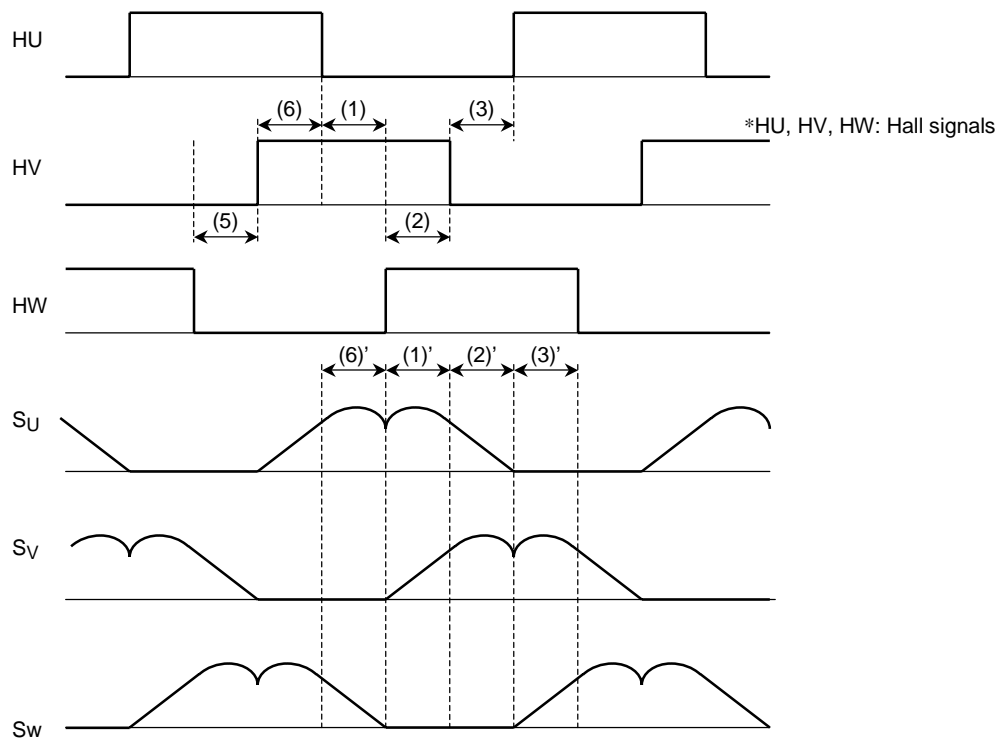 HU
(6) (1) (3)
*HU, HV, HW: Hall signals
HV
(5) (2)
HW
(6)’ (1)’ (2)’ (3)’
SU
SV
Sw